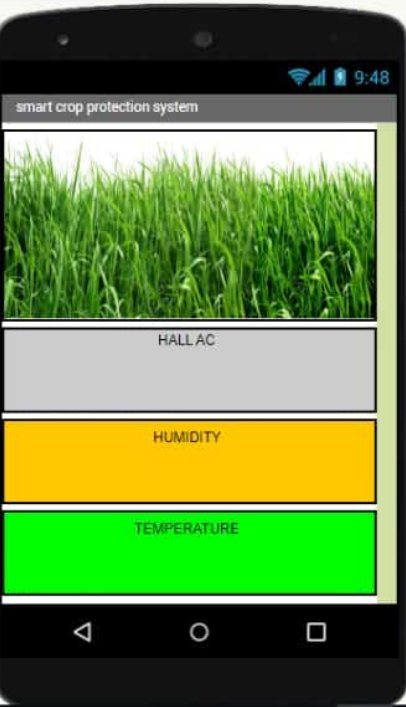 9:48
smart crop protection system
HALL AC
HUMIDITY
TEMPERATURE